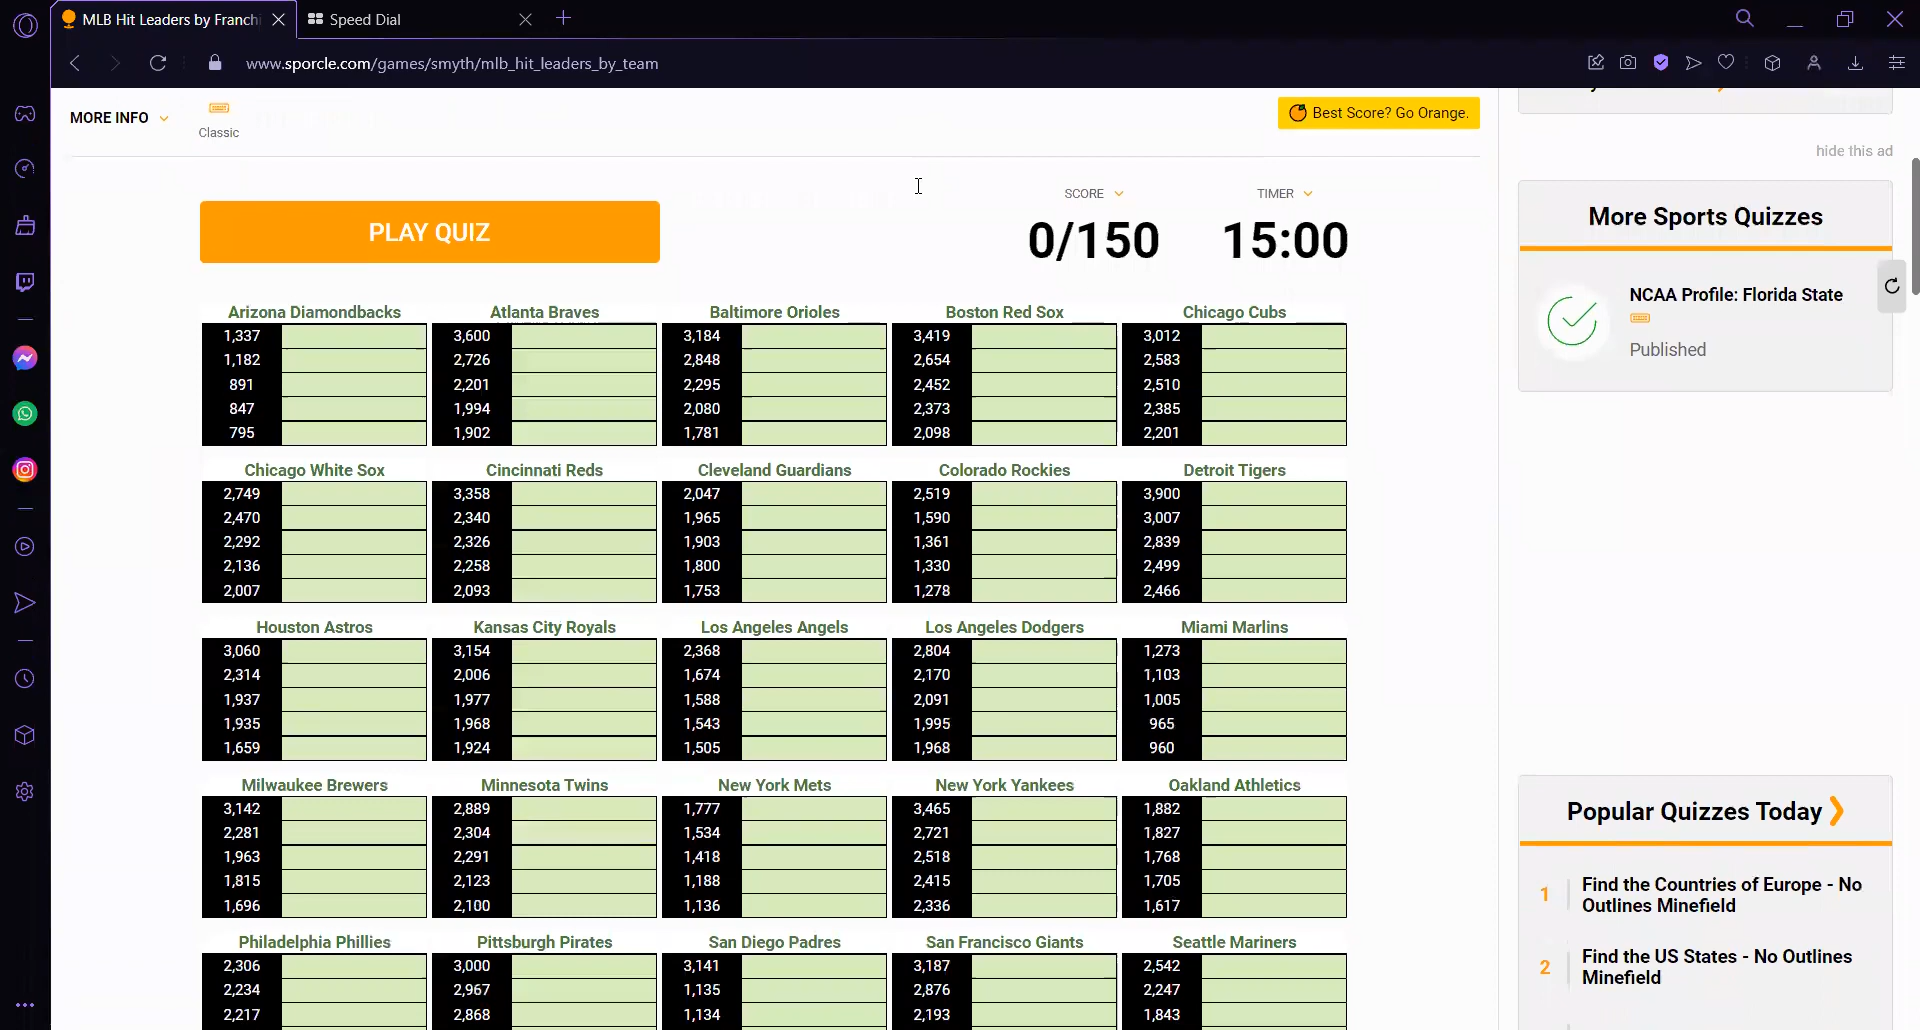 MLB Hit Leaders by Franchi
Speed Dial
www.sporcle.com/games/smyth/mlb_hit_leaders_by_team
MORE INFO
Classic
Best Score? Go Orange.
hide this ad
PLAY QUIZ
SCORE
0/150
TIMER
15:00
More Sports Quizzes
NCAA Profile: Florida State
Published
Arizona Diamondbacks
1,337
1,182
891
847
795
Atlanta Braves
3,600
2,726
2,201
1,994
1,902
Baltimore Orioles
3,184
2,848
2,295
2,080
1,781
Boston Red Sox
3,419
2,654
2,452
2,373
2,098
Chicago Cubs
3,012
2,583
2,510
2,385
2,201
Chicago White Sox
2,749
2,470
2,292
2,136
2,007
Cincinnati Reds
3,358
2,340
2,326
2,258
2,093
Cleveland Guardians
2,047
1,965
1,903
1,800
1,753
Colorado Rockies
2,519
1,590
1,361
1,330
1,278
Detroit Tigers
3,900
3,007
2,839
2,499
2,466
Houston Astros
3,060
2,314
1,937
1,935
1,659
Kansas City Royals
3,154
2,006
1,977
1,968
1,924
Los Angeles Angels
2,368
1,674
1,588
1,543
1,505
Los Angeles Dodgers
2,804
2,170
2,091
1,995
1,968
Miami Marlins
1,273
1,103
1,005
965
960
Milwaukee Brewers
3,142
2,281
1,963
1,815
1,696
Minnesota Twins
2,889
2,304
2,291
2,123
2,100
New York Mets
1,777
1,534
1,418
1,188
1,136
New York Yankees
3,465
2,721
2,518
2,415
2,336
Oakland Athletics
1,882
1,827
1,768
1,705
1,617
Philadelphia Phillies
2,306
2,234
2,217
Pittsburgh Pirates
3,000
2,967
2,868
San Diego Padres
3,141
1,135
1,134
San Francisco Giants
3,187
2,876
2,193
Seattle Mariners
2,542
2,247
1,843
Popular Quizzes Today
1
Find the Countries of Europe - No
Outlines Minefield
2
Find the US States - No Outlines
Minefield